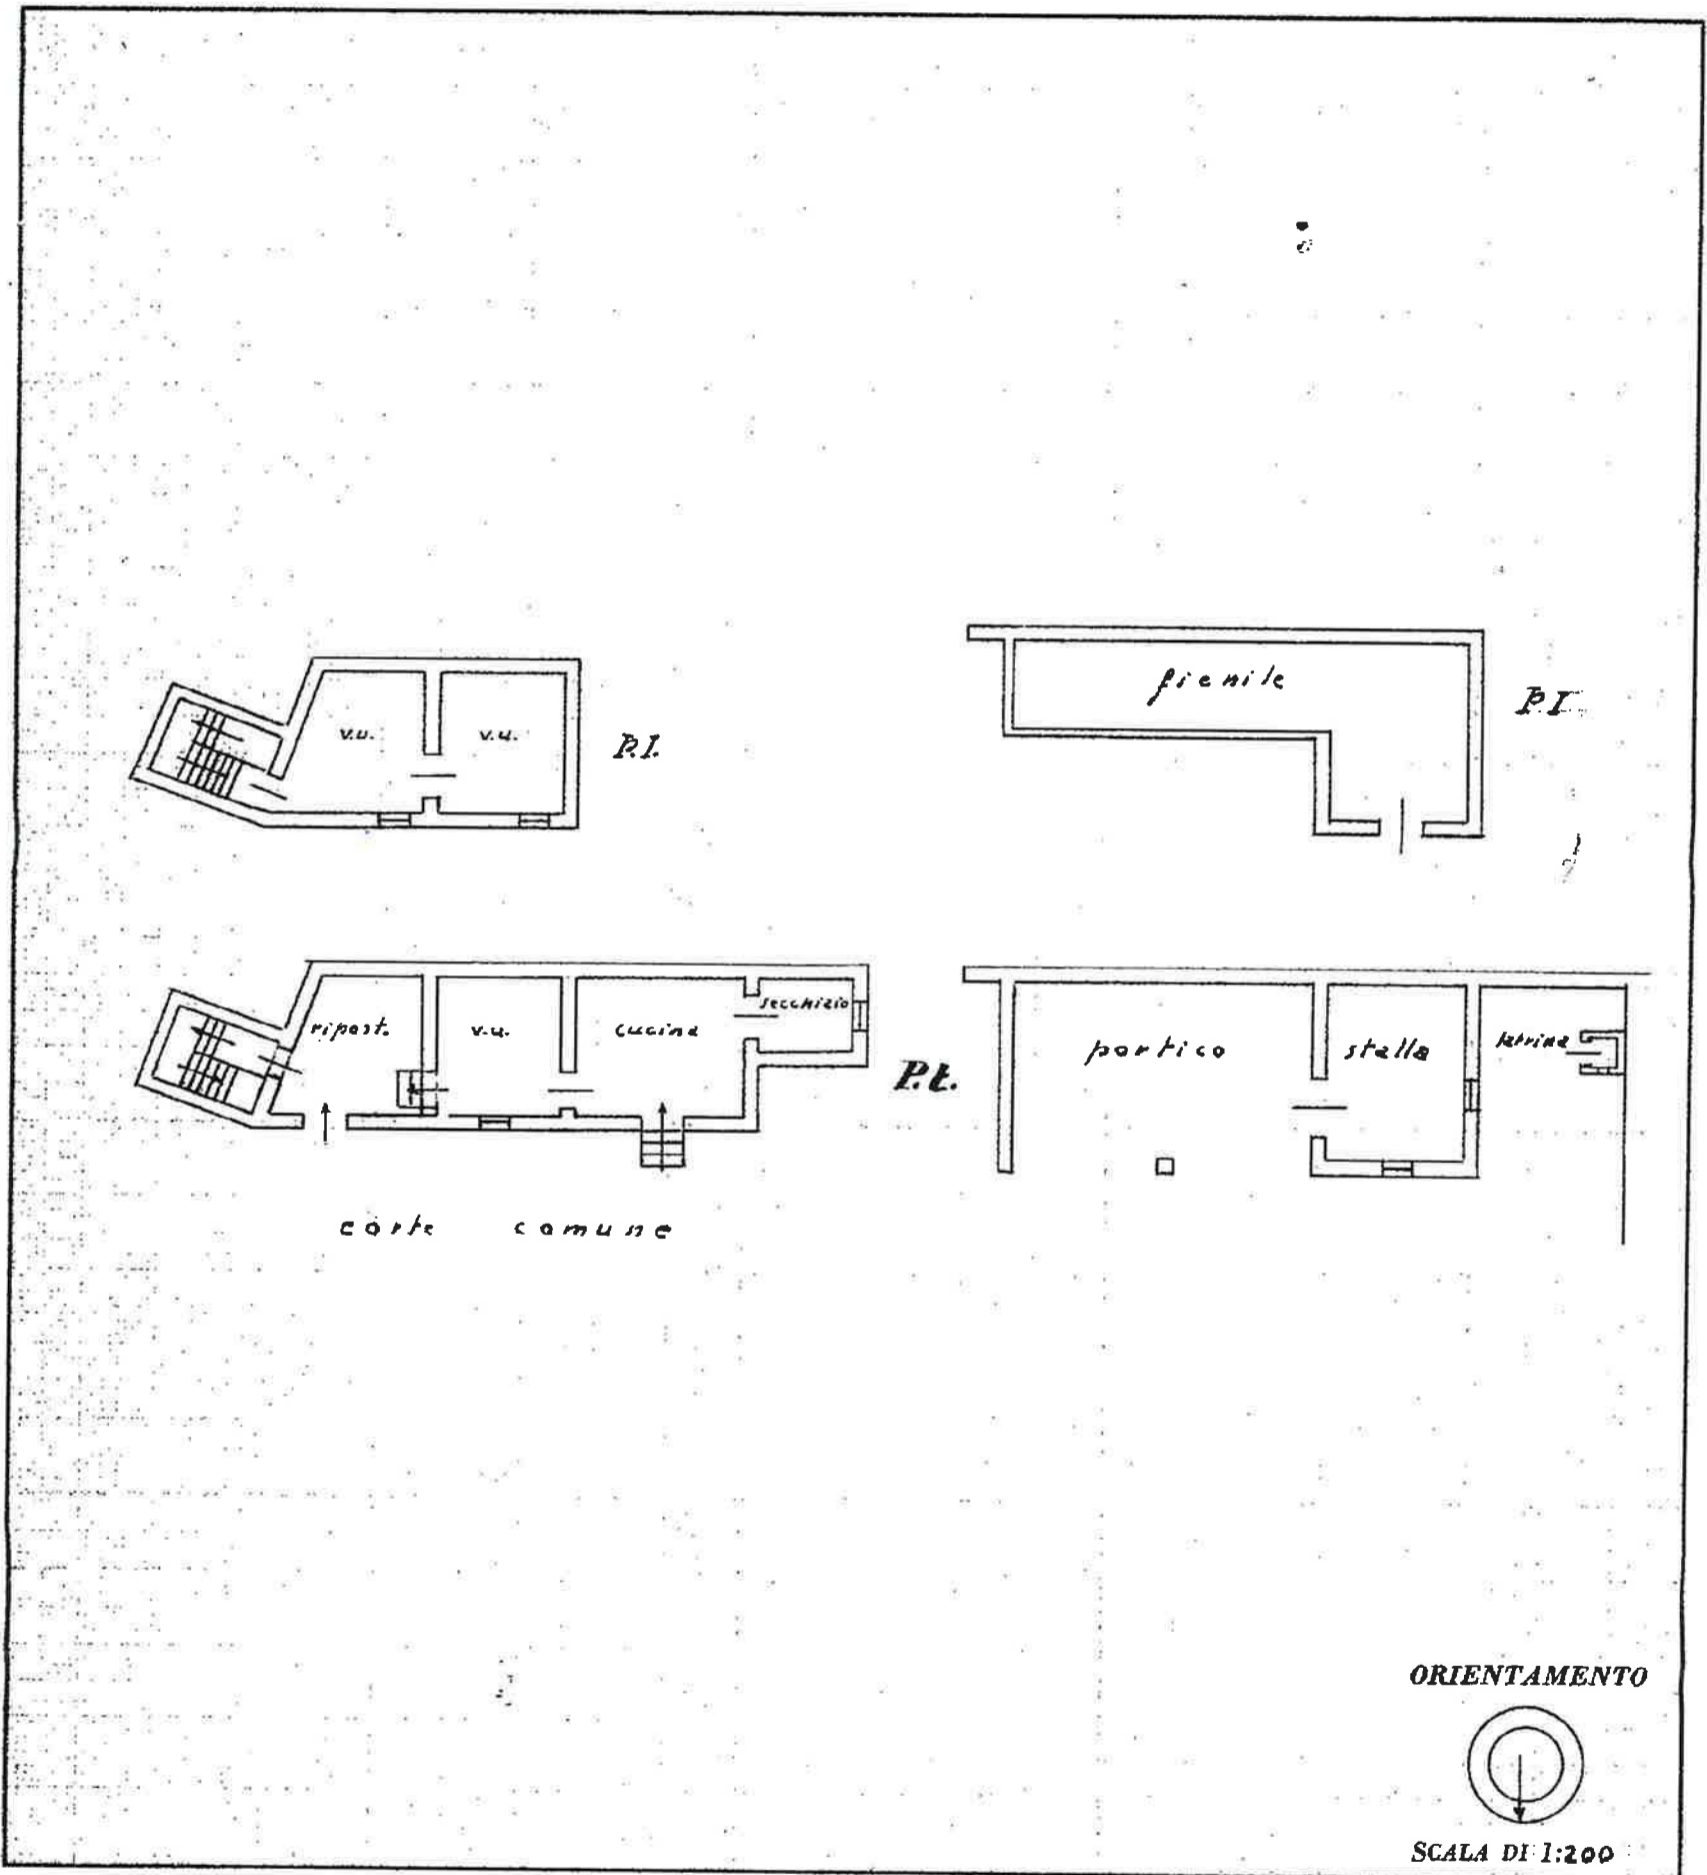 fienile
P.I
v.u. v.u. P.I.
secchizio
ripost. v.u. cucina
portico stalla latrina
P.t.
corte comune
ORIENTAMENTO
SCALA DI 1:200